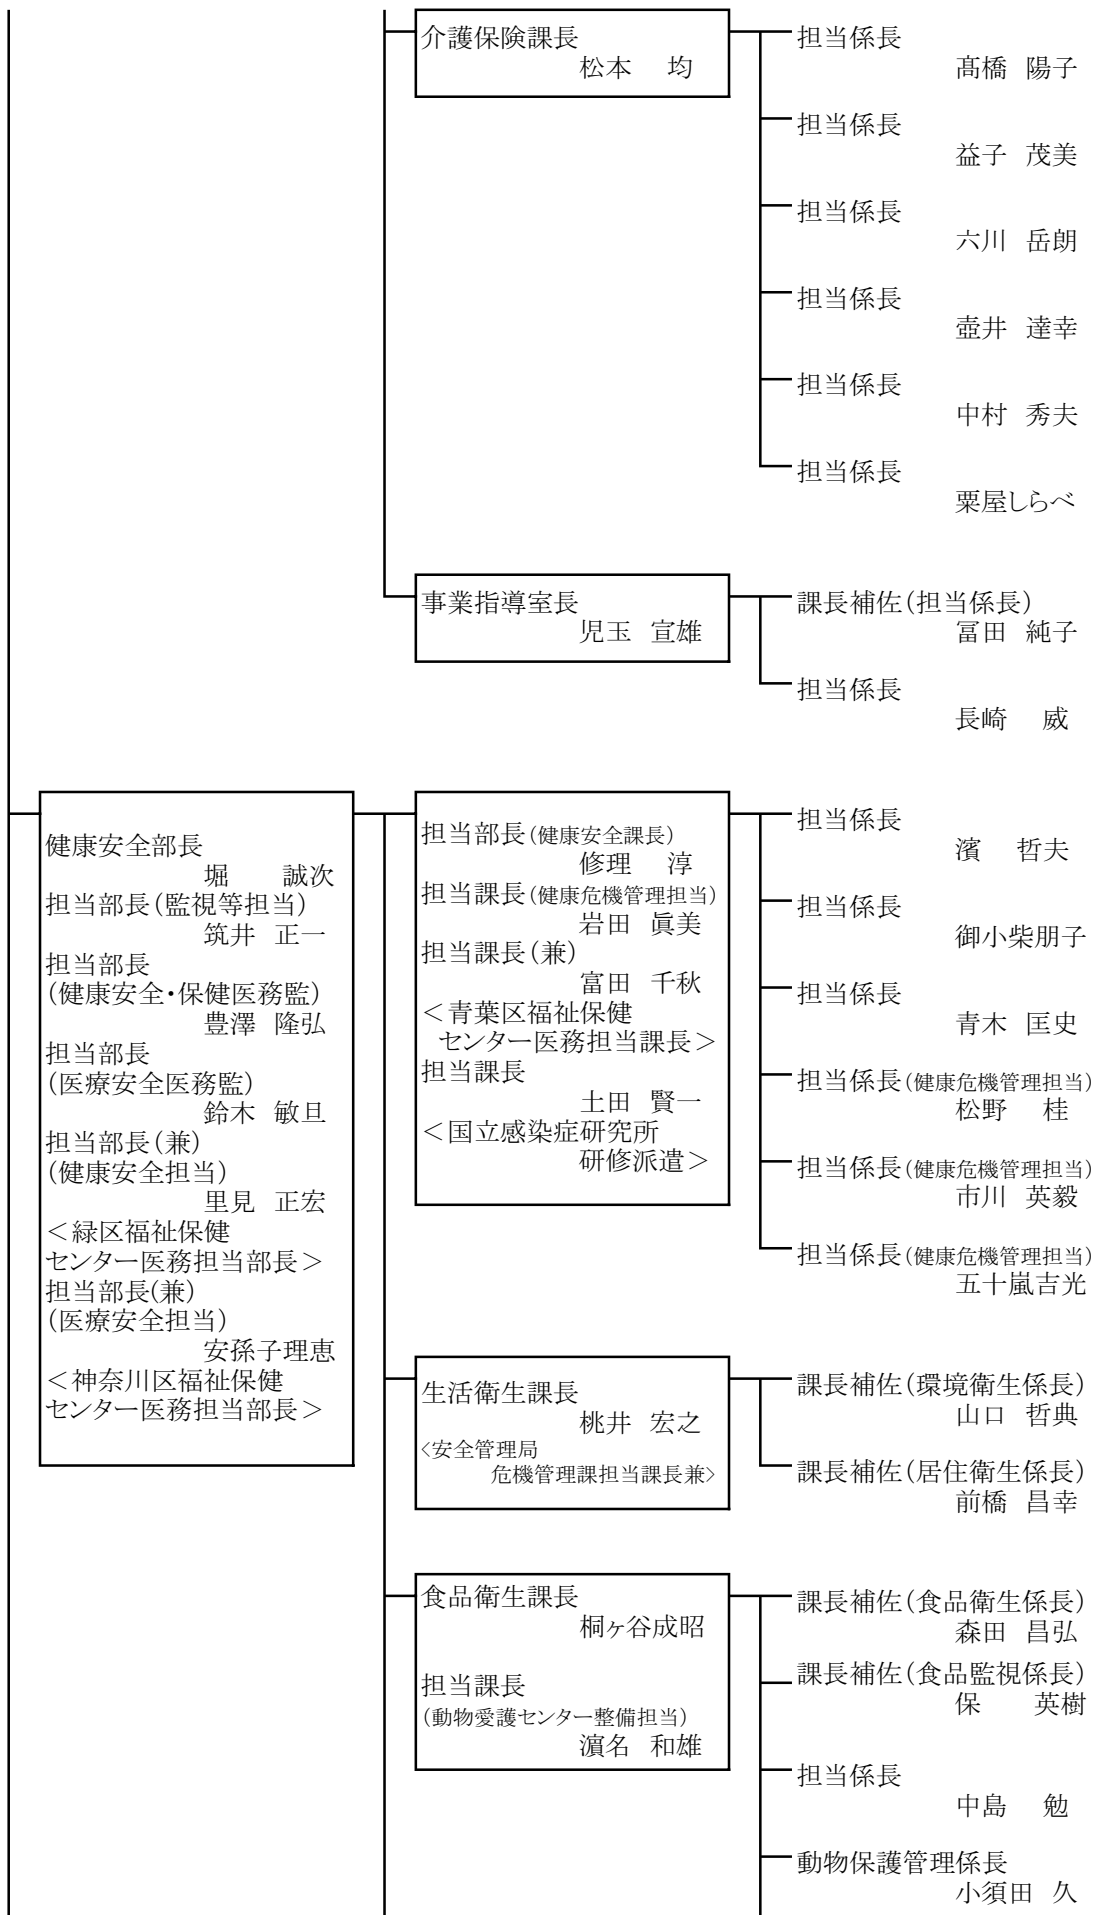 介護保険課長
松本 均
担当係長
髙橋 陽子
担当係長
益子 茂美
担当係長
六川 岳朗
担当係長
壺井 達幸
担当係長
中村 秀夫
担当係長
粟屋しらべ
事業指導室長
児玉 宣雄
課長補佐(担当係長)
冨田 純子
担当係長
長崎 威
健康安全部長
堀 誠次
担当部長(監視等担当)
筑井 正一
担当部長
(健康安全・保健医務監)
豊澤 隆弘
担当部長
(医療安全医務監)
鈴木 敏旦
担当部長(兼)
(健康安全担当)
里見 正宏
<緑区福祉保健
センター医務担当部長>
担当部長(兼)
(医療安全担当)
安孫子理恵
<神奈川区福祉保健
センター医務担当部長>
担当部長(健康安全課長)
修理 淳
担当課長(健康危機管理担当)
岩田 眞美
担当課長(兼)
富田 千秋
<青葉区福祉保健
センター医務担当課長>
担当課長
土田 賢一
<国立感染症研究所
研修派遣>
担当係長
濱 哲夫
担当係長
御小柴朋子
担当係長
青木 匡史
担当係長(健康危機管理担当)
松野 桂
担当係長(健康危機管理担当)
市川 英毅
担当係長(健康危機管理担当)
五十嵐吉光
生活衛生課長
桃井 宏之
<安全管理局
危機管理課担当課長兼>
課長補佐(環境衛生係長)
山口 哲典
課長補佐(居住衛生係長)
前橋 昌幸
食品衛生課長
桐ヶ谷成昭
担当課長
(動物愛護センター整備担当)
濵名 和雄
課長補佐(食品衛生係長)
森田 昌弘
課長補佐(食品監視係長)
保 英樹
担当係長
中島 勉
動物保護管理係長
小須田 久